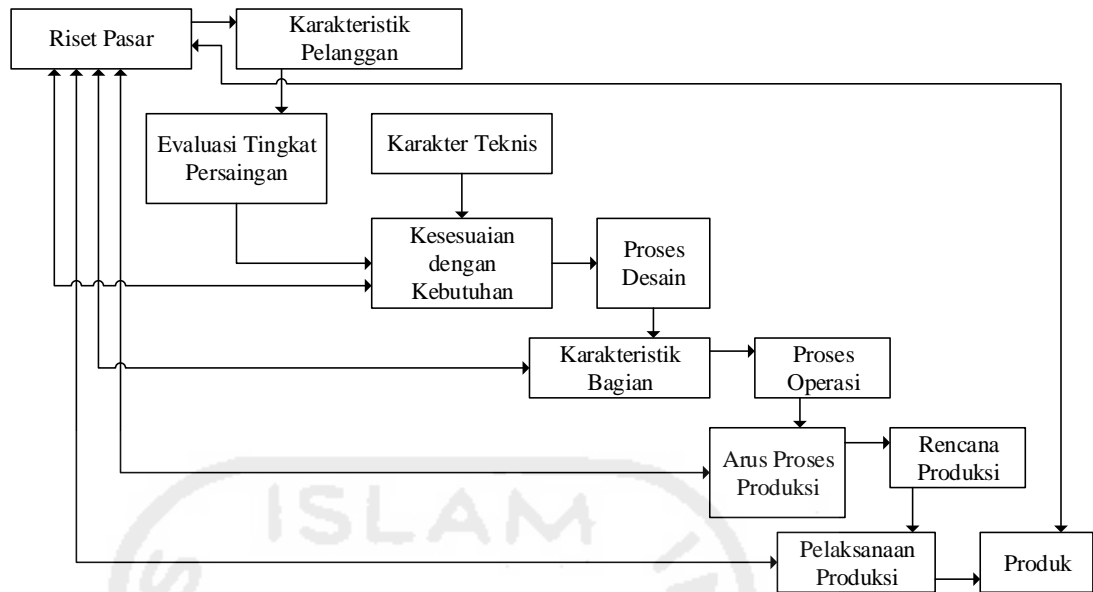 Riset Pasar
Karakteristik
Pelanggan
Evaluasi Tingkat
Persaingan
Karakter Teknis
Kesesuaian
dengan
Kebutuhan
Proses
Desain
Karakteristik
Bagian
Proses
Operasi
Arus Proses
Produksi
Rencana
Produksi
Pelaksanaan
Produksi
Produk
ISLAM